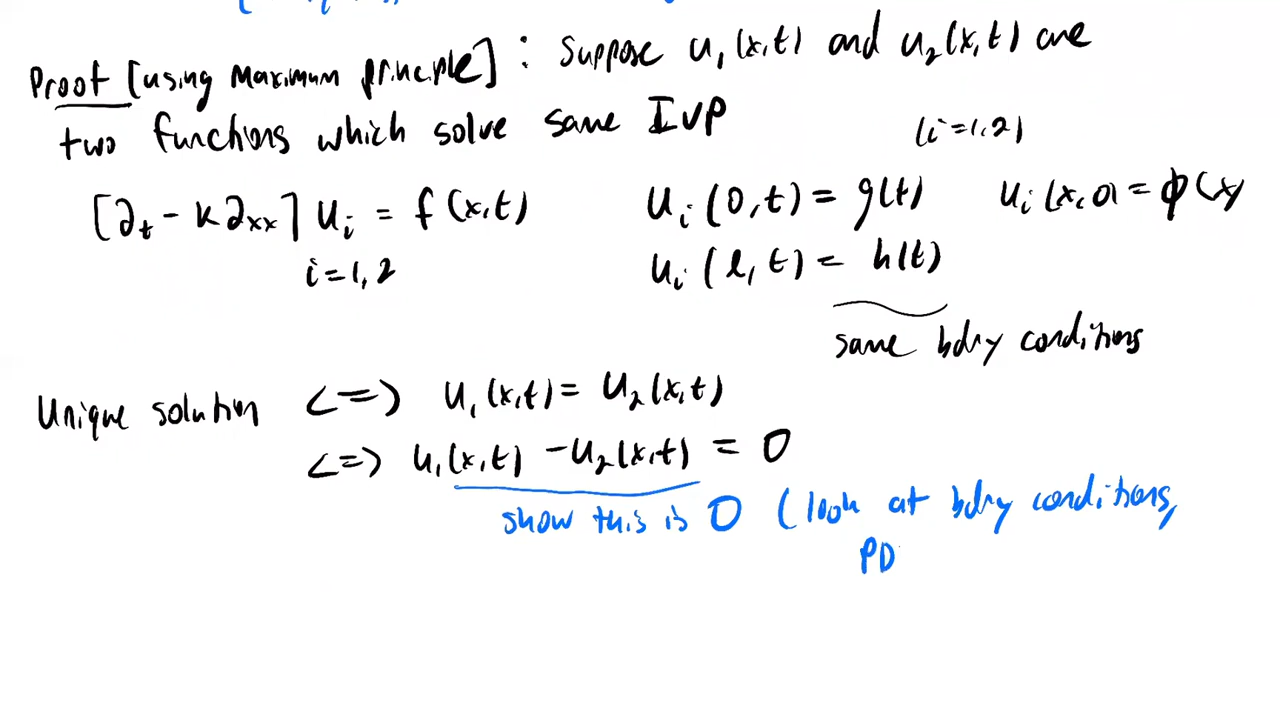 Proof [using Maximum principle] : Suppose u₁(x,t) and u₂(x,t) are
two functions which solve same IVP
(i=1,2)
[∂ₜ - k∂ₓₓ] uᵢ = f(x,t) uᵢ(0,t) = g(t) uᵢ(x,0) = ϕ(x)
i=1,2 uᵢ(l,t) = h(t)
same bdry conditions
Unique solution <=> u₁(x,t) = u₂(x,t)
<=> u₁(x,t) - u₂(x,t) = 0
show this is 0 (look at bdry conditions,
PD